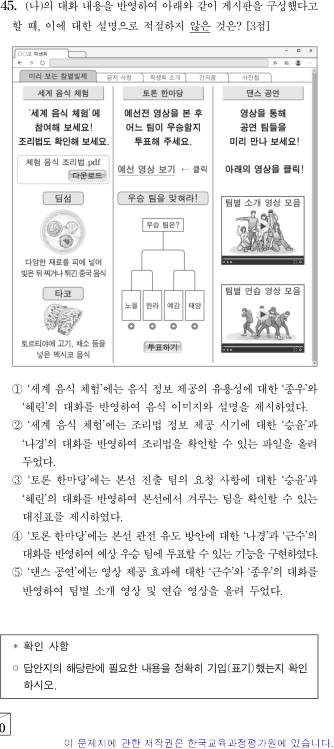 45. (나)의 대화 내용을 반영하여 아래와 같이 게시판을 구성했다고
할 때, 이에 대한 설명으로 적절하지 않은 것은? [3점]
□□고 학생회
미리 보는 참별빛제
공지 사항
학생회 소개
건의함
사진첩
세계 음식 체험
'세계 음식 체험'에
참여해 보세요!
조리법도 확인해 보세요.
체험 음식 조리법.pdf
다운로드
딤섬
다양한 재료를 피에 넣어
빚은 뒤 찌거나 튀긴 중국 음식
타코
토르티야에 고기, 채소 등을
넣은 멕시코 음식
토론 한마당
예선전 영상을 본 후
어느 팀이 우승할지
투표해 주세요.
예선 영상 보기 ← 클릭
우승 팀을 맞혀라!
우승 팀은?
노을 한라 예감 태양
투표하기
댄스 공연
영상을 통해
공연 팀들을
미리 만나 보세요!
아래의 영상을 클릭!
팀별 소개 영상 모음
팀별 연습 영상 모음
① '세계 음식 체험'에는 음식 정보 제공의 유용성에 대한 '종우'와
'혜린'의 대화를 반영하여 음식 이미지와 설명을 제시하였다.
② '세계 음식 체험'에는 조리법 정보 제공 시기에 대한 '승윤'과
'나경'의 대화를 반영하여 조리법을 확인할 수 있는 파일을 올려
두었다.
③ '토론 한마당'에는 본선 진출 팀의 요청 사항에 대한 '승윤'과
'혜린'의 대화를 반영하여 본선에서 겨루는 팀을 확인할 수 있는
대진표를 제시하였다.
④ '토론 한마당'에는 본선 관전 유도 방안에 대한 '나경'과 '근수'의
대화를 반영하여 예상 우승 팀에 투표할 수 있는 기능을 구현하였다.
⑤ '댄스 공연'에는 영상 제공 효과에 대한 '근수'와 '종우'의 대화를
반영하여 팀별 소개 영상 및 연습 영상을 올려 두었다.
* 확인 사항
○ 답안지의 해당란에 필요한 내용을 정확히 기입(표기)했는지 확인
하시오.
0
이 문제지에 관한 저작권은 한국교육과정평가원에 있습니다.